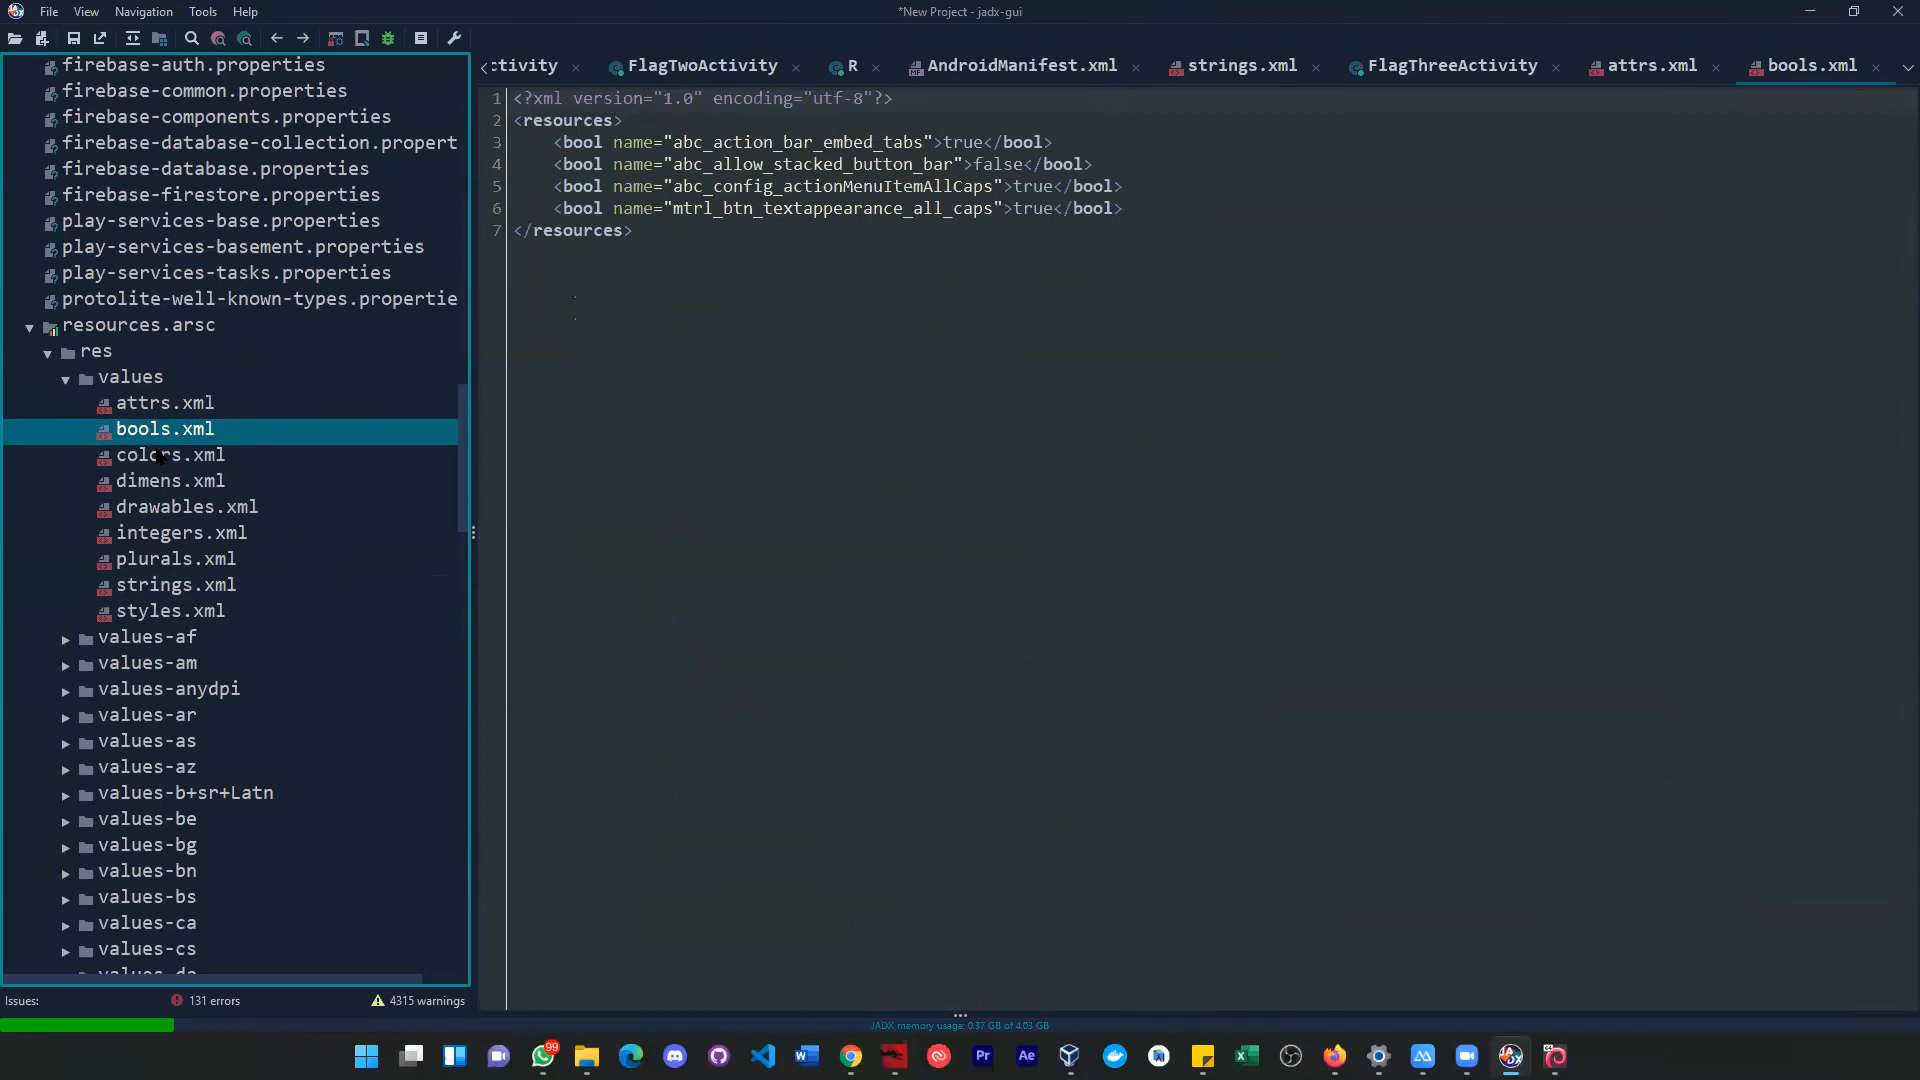 File View Navigation Tools Help
*New Project - jadx-gui
firebase-auth.properties
firebase-common.properties
firebase-components.properties
firebase-database-collection.propert
firebase-database.properties
firebase-firestore.properties
play-services-base.properties
play-services-basement.properties
play-services-tasks.properties
protolite-well-known-types.propertie
resources.arsc
res
values
attrs.xml
bools.xml
colors.xml
dimens.xml
drawables.xml
integers.xml
plurals.xml
strings.xml
styles.xml
values-af
values-am
values-anydpi
values-ar
values-as
values-az
values-b+sr+Latn
values-be
values-bg
values-bn
values-bs
values-ca
values-cs
values-da
Issues: 131 errors 4315 warnings
ctivity FlagTwoActivity R AndroidManifest.xml strings.xml FlagThreeActivity attrs.xml bools.xml
1 <?xml version="1.0" encoding="utf-8"?>
2 <resources>
3 <bool name="abc_action_bar_embed_tabs">true</bool>
4 <bool name="abc_allow_stacked_button_bar">false</bool>
5 <bool name="abc_config_actionMenuItemAllCaps">true</bool>
6 <bool name="mtrl_btn_textappearance_all_caps">true</bool>
7 </resources>
JADX memory usage: 0.37 GB of 4.03 GB
99
Pr
Ae
64